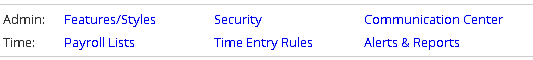 Admin: Features/Styles Security Communication Center
Time: Payroll Lists Time Entry Rules Alerts & Reports